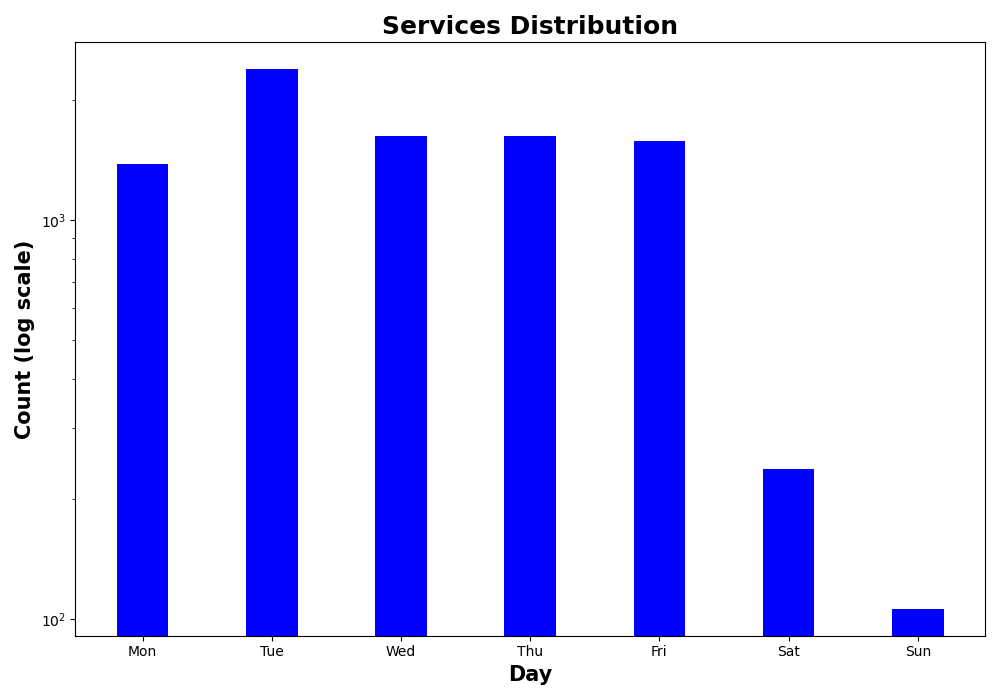 Services Distribution
Count (log scale)
10³
10²
Mon Tue Wed Thu Fri Sat Sun
Day